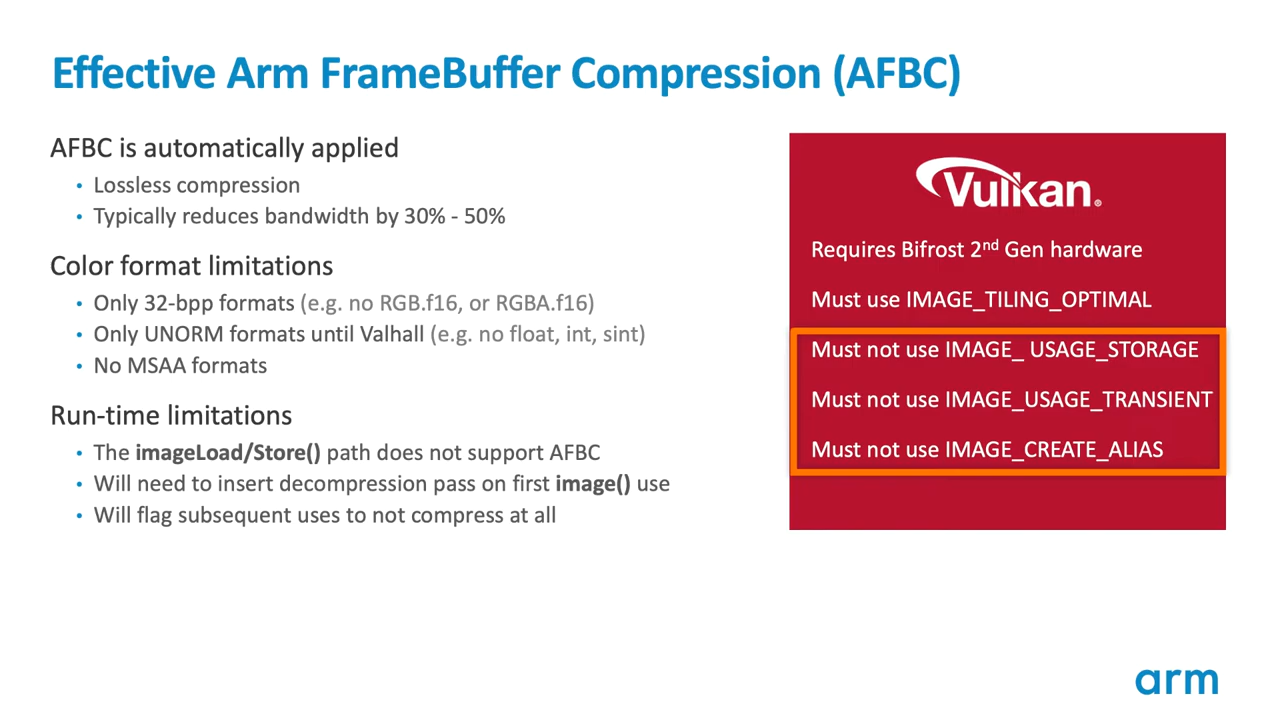 Effective Arm FrameBuffer Compression (AFBC)
AFBC is automatically applied
• Lossless compression
• Typically reduces bandwidth by 30% - 50%
Color format limitations
• Only 32-bpp formats (e.g. no RGB.f16, or RGBA.f16)
• Only UNORM formats until Valhall (e.g. no float, int, sint)
• No MSAA formats
Run-time limitations
• The imageLoad/Store() path does not support AFBC
• Will need to insert decompression pass on first image() use
• Will flag subsequent uses to not compress at all
Vulkan®
Requires Bifrost 2nd Gen hardware
Must use IMAGE_TILING_OPTIMAL
Must not use IMAGE_ USAGE_STORAGE
Must not use IMAGE_USAGE_TRANSIENT
Must not use IMAGE_CREATE_ALIAS
arm